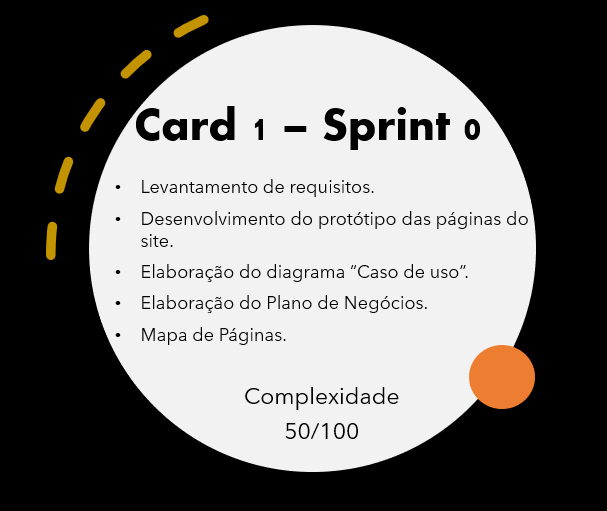 Card 1 – Sprint 0
• Levantamento de requisitos.
• Desenvolvimento do protótipo das páginas do
site.
• Elaboração do diagrama “Caso de uso”.
• Elaboração do Plano de Negócios.
• Mapa de Páginas.
Complexidade
50/100